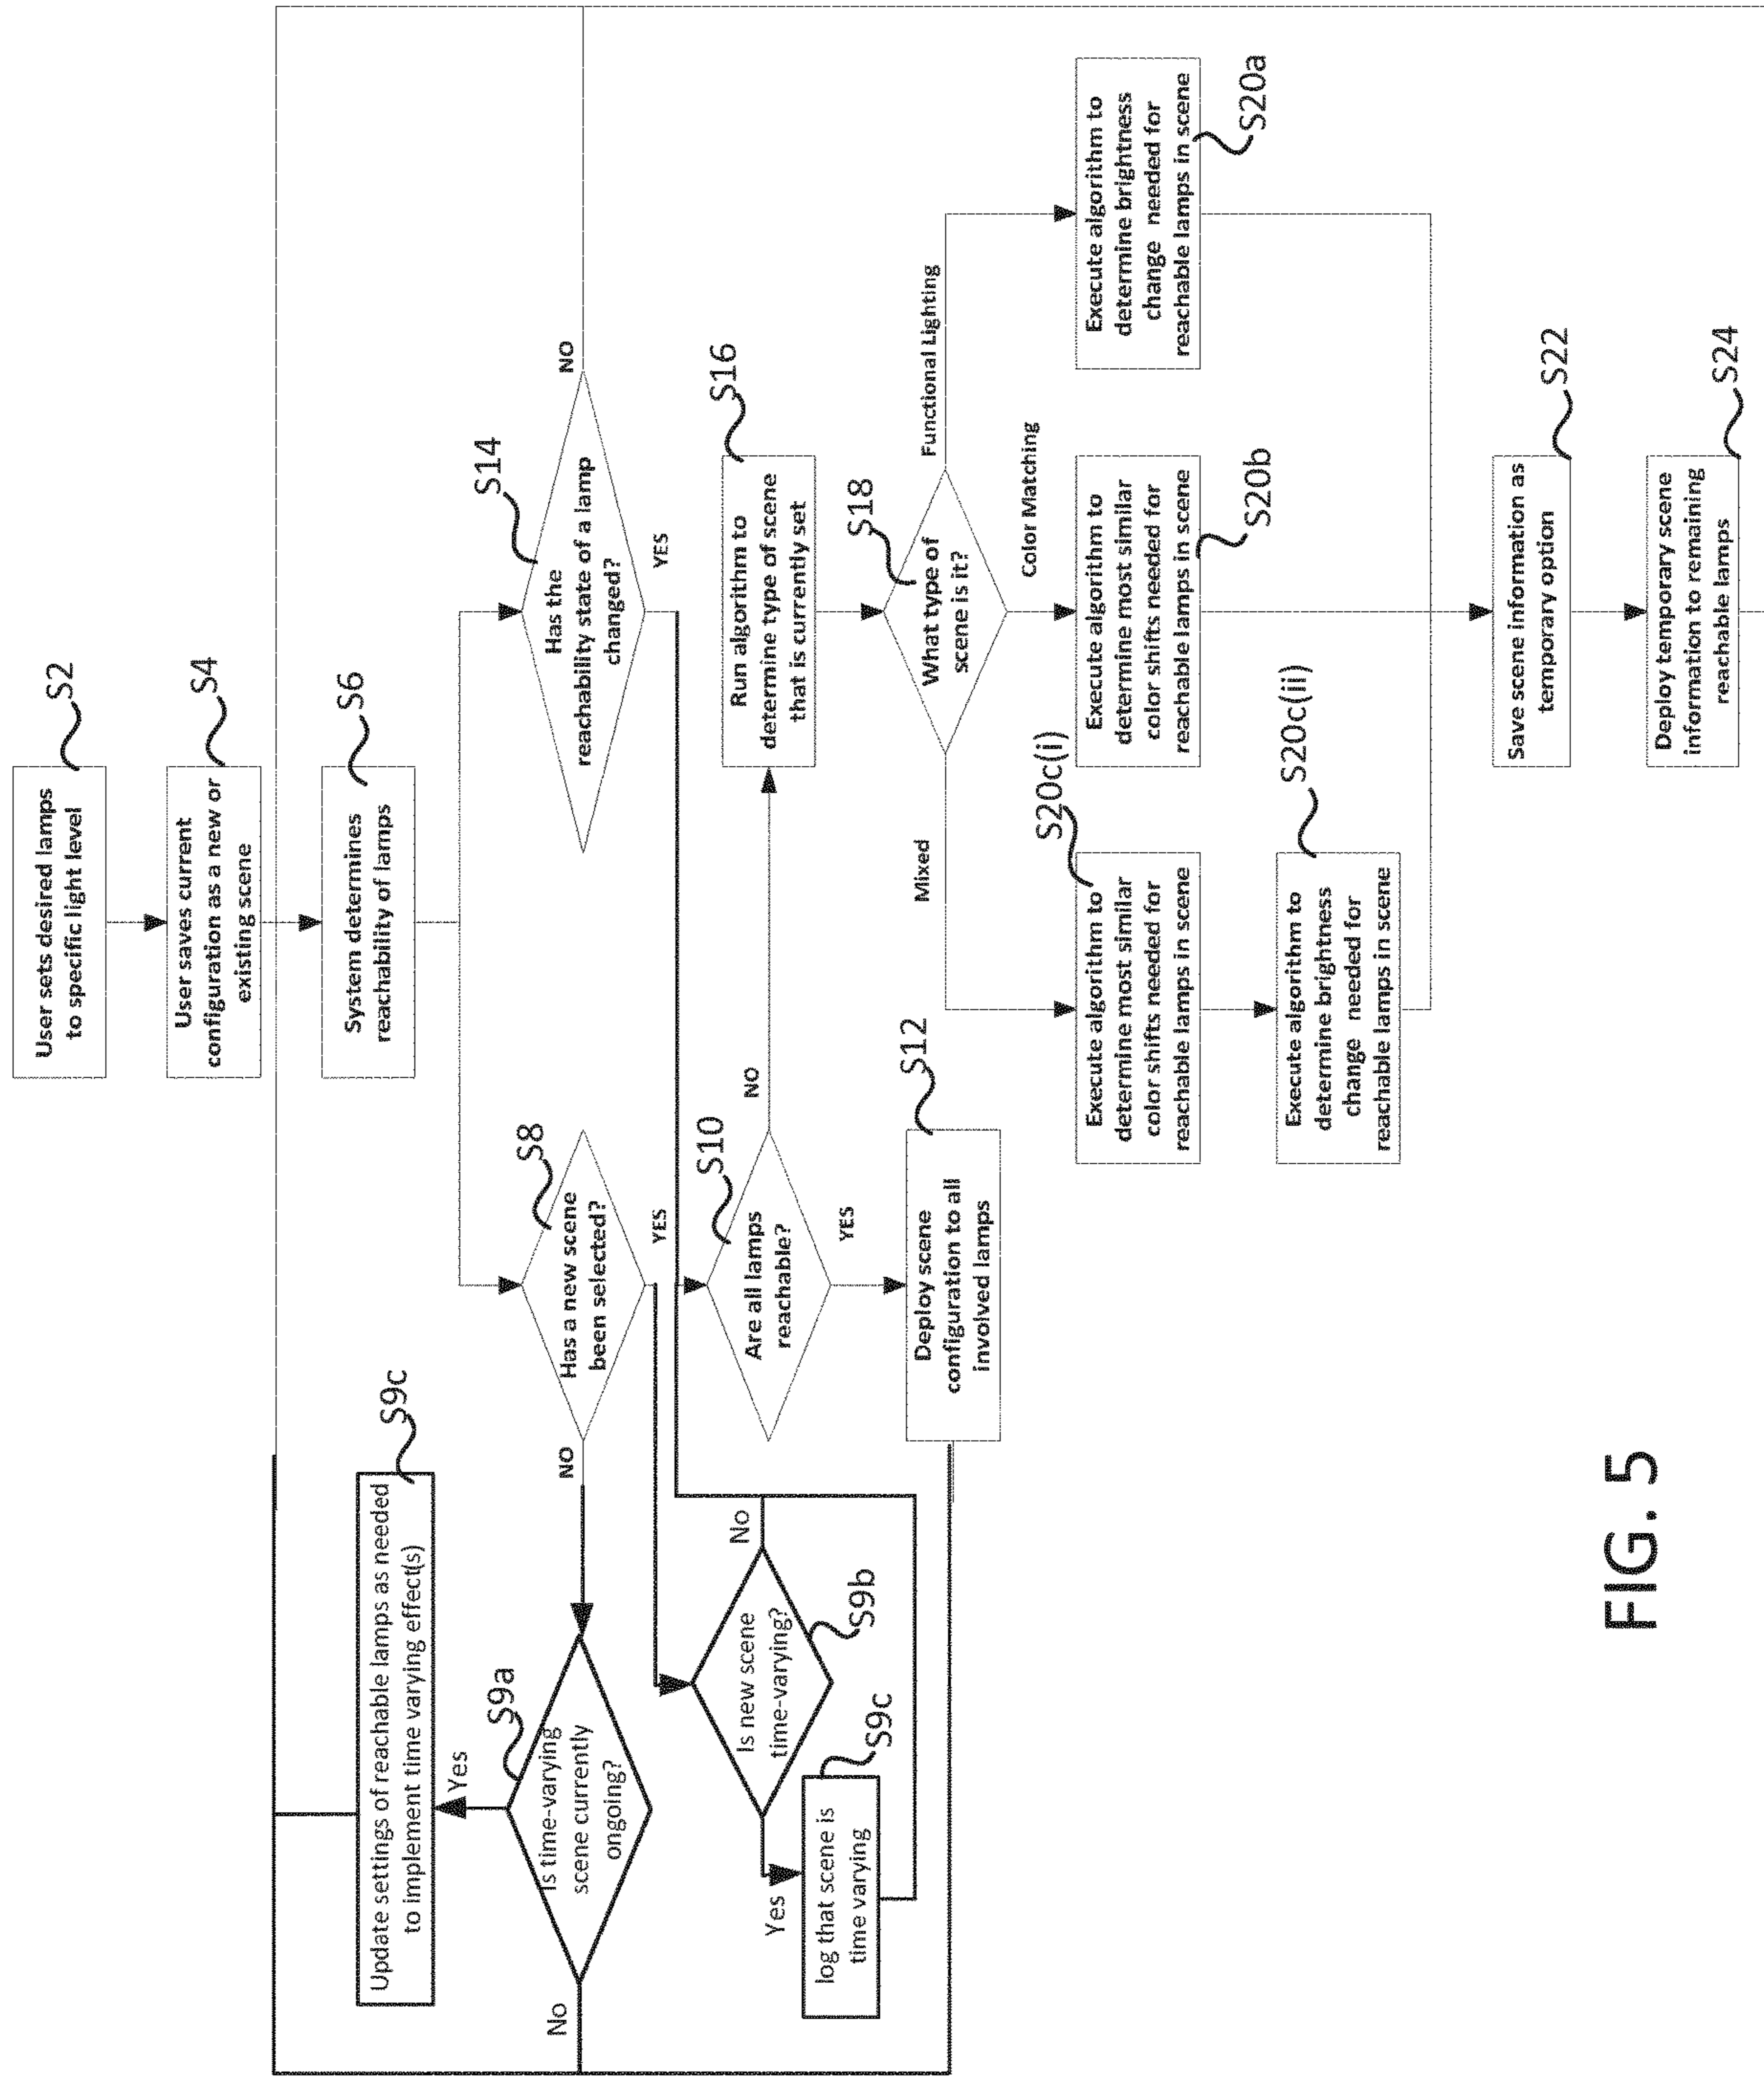 User sets desired lamps
to specific light level
S2
User saves current
configuration as a new or
existing scene
S4
System determines
reachability of lamps
S6
Has a new scene
been selected?
S8
NO
YES
Has the
reachability state of a lamp
changed?
S14
NO
YES
Update settings of reachable lamps as needed
to implement time varying effect(s)
S9c
Is time-varying
scene currently
ongoing?
S9a
Yes
No
Is new scene
time-varying?
S9b
No
Yes
log that scene is
time varying
S9c
Are all lamps
reachable?
S10
NO
YES
Deploy scene
configuration to all
involved lamps
S12
Run algorithm to
determine type of scene
that is currently set
S16
What type of
scene is it?
S18
Mixed
Color Matching
Functional Lighting
Execute algorithm to
determine most similar
color shifts needed for
reachable lamps in scene
S20c(i)
Execute algorithm to
determine brightness
change needed for
reachable lamps in scene
S20c(ii)
Execute algorithm to
determine most similar
color shifts needed for
reachable lamps in scene
S20b
Execute algorithm to
determine brightness
change needed for
reachable lamps in scene
S20a
Save scene information as
temporary option
S22
Deploy temporary scene
information to remaining
reachable lamps
S24
FIG. 5